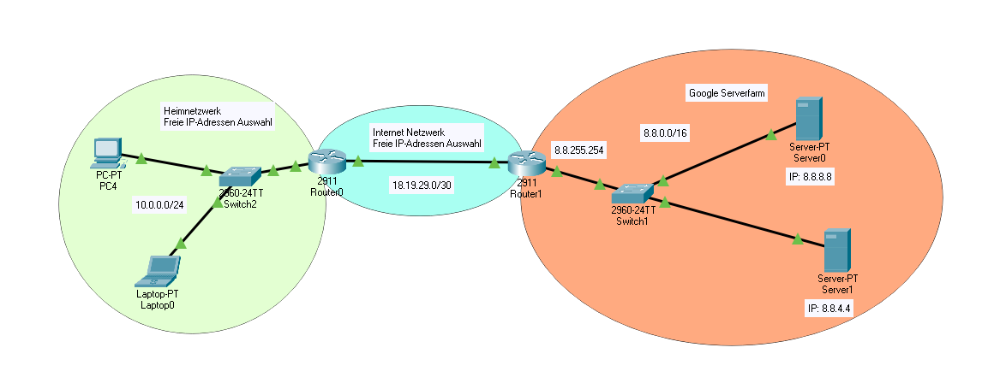 Heimnetzwerk
Freie IP-Adressen Auswahl
PC-PT
PC4
10.0.0.0/24
2960-24TT
Switch2
Laptop-PT
Laptop0
2911
Router0
Internet Netzwerk
Freie IP-Adressen Auswahl
18.19.29.0/30
2911
Router1
8.8.255.254
Google Serverfarm
8.8.0.0/16
2960-24TT
Switch1
Server-PT
Server0
IP: 8.8.8.8
Server-PT
Server1
IP: 8.8.4.4